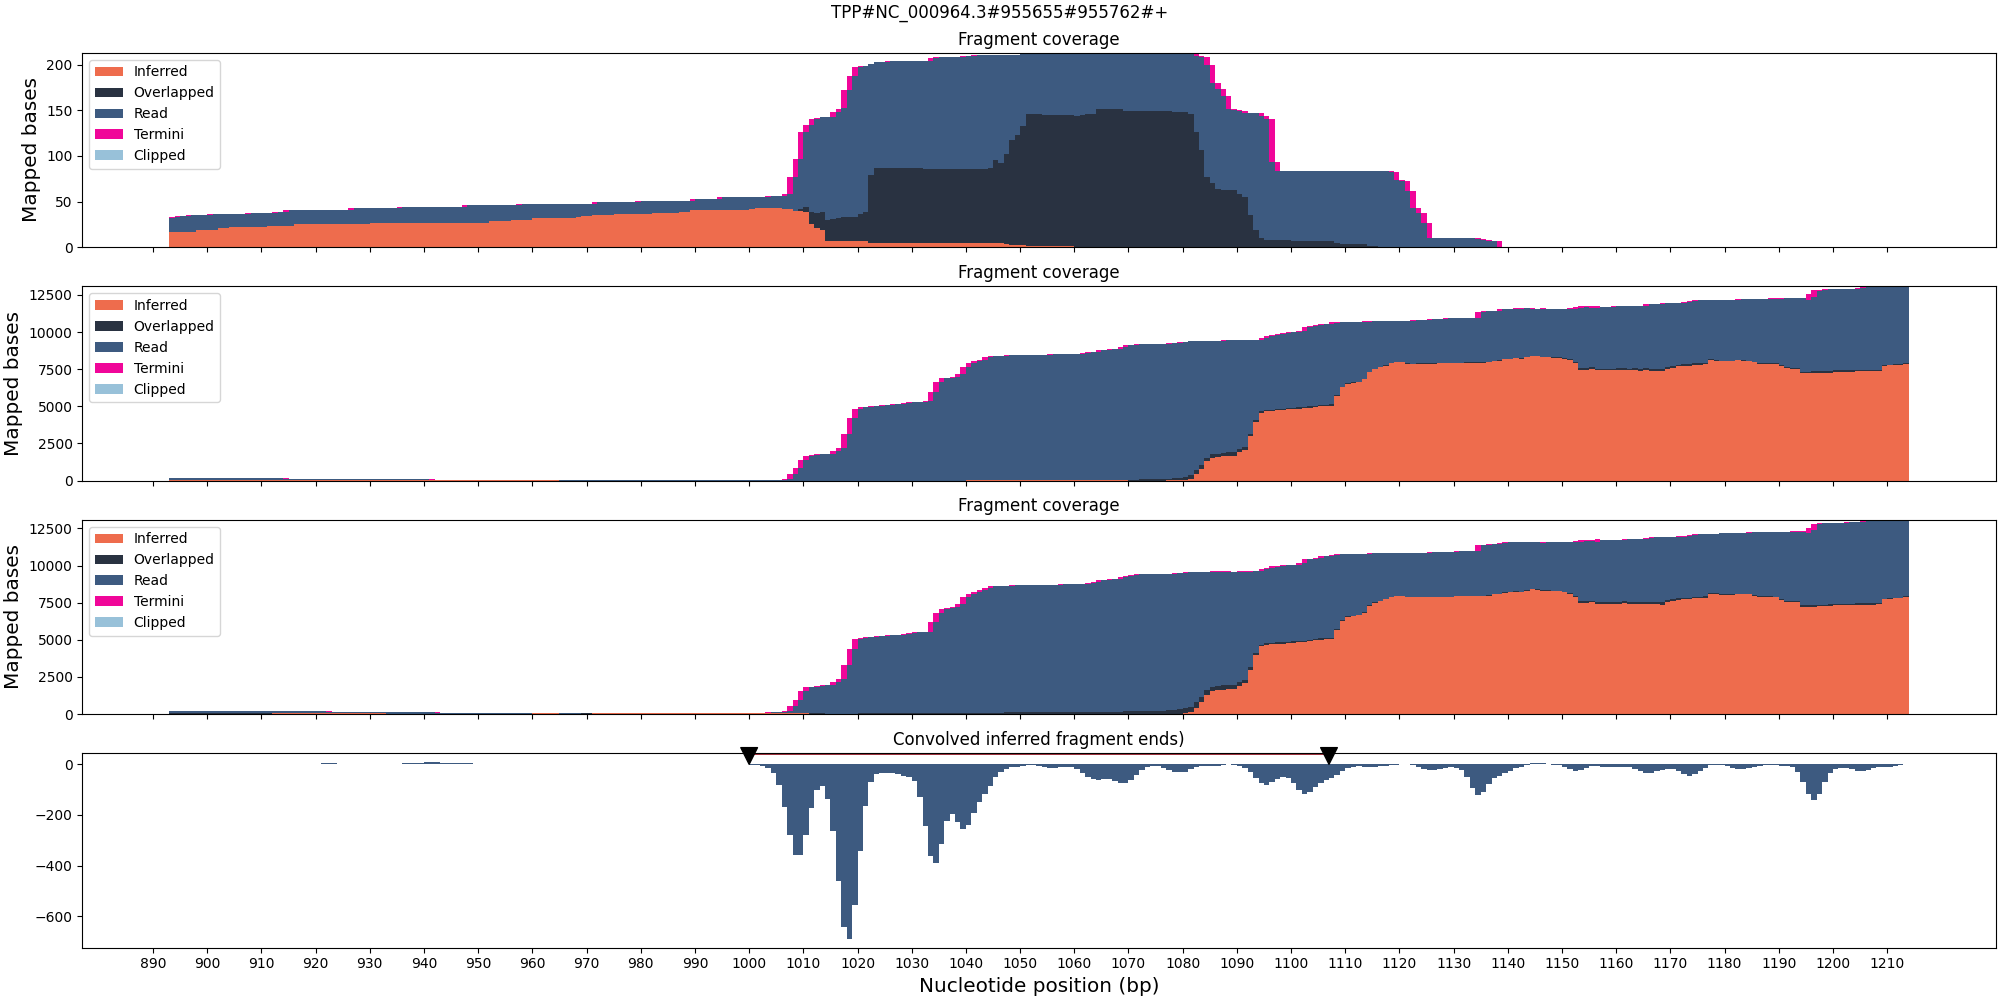 TPP#NC_000964.3#955655#955762#+
Fragment coverage
Mapped bases
200
150
100
50
0
Inferred
Overlapped
Read
Termini
Clipped
Fragment coverage
Mapped bases
12500
10000
7500
5000
2500
0
Inferred
Overlapped
Read
Termini
Clipped
Fragment coverage
Mapped bases
12500
10000
7500
5000
2500
0
Inferred
Overlapped
Read
Termini
Clipped
Convolved inferred fragment ends)
0
−200
−400
−600
890 900 910 920 930 940 950 960 970 980 990 1000 1010 1020 1030 1040 1050 1060 1070 1080 1090 1100 1110 1120 1130 1140 1150 1160 1170 1180 1190 1200 1210
Nucleotide position (bp)